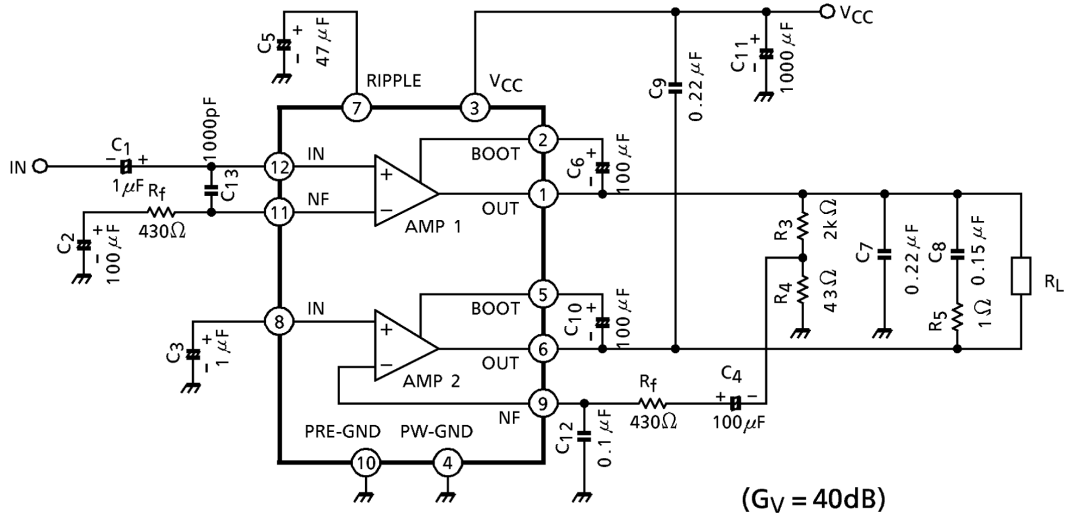 VCC
C5
+
-
47 μF
C9
0.22 μF
C11
+
-
1000 μF
RIPPLE
VCC
7
3
IN
C1
-
+
1μF
1000pF
C13
12
IN
+
11
NF
-
AMP 1
BOOT
2
OUT
1
C6
+
-
100 μF
Rf
430Ω
C2
+
-
100 μF
R3
2kΩ
R4
43Ω
C7
0.22 μF
C8
0.15 μF
R5
1Ω
RL
8
IN
+
-
AMP 2
C3
+
-
1 μF
BOOT
5
OUT
6
C10
+
-
100 μF
NF
9
C12
0.1 μF
Rf
430Ω
C4
+
-
100μF
PRE-GND
PW-GND
10
4
(GV = 40dB)